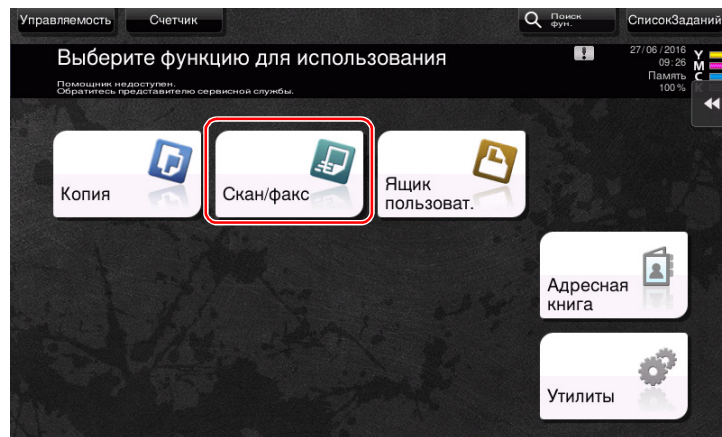 Управляемость
Счетчик
Поиск
фун.
СписокЗаданий
Выберите функцию для использования
27/06/2016
09:26
Память
100 %
Y
M
C
K
Помощник недоступен.
Обратитесь представителю сервисной службы.
Копия
Скан/факс
Ящик
пользоват.
Адресная
книга
Утилиты